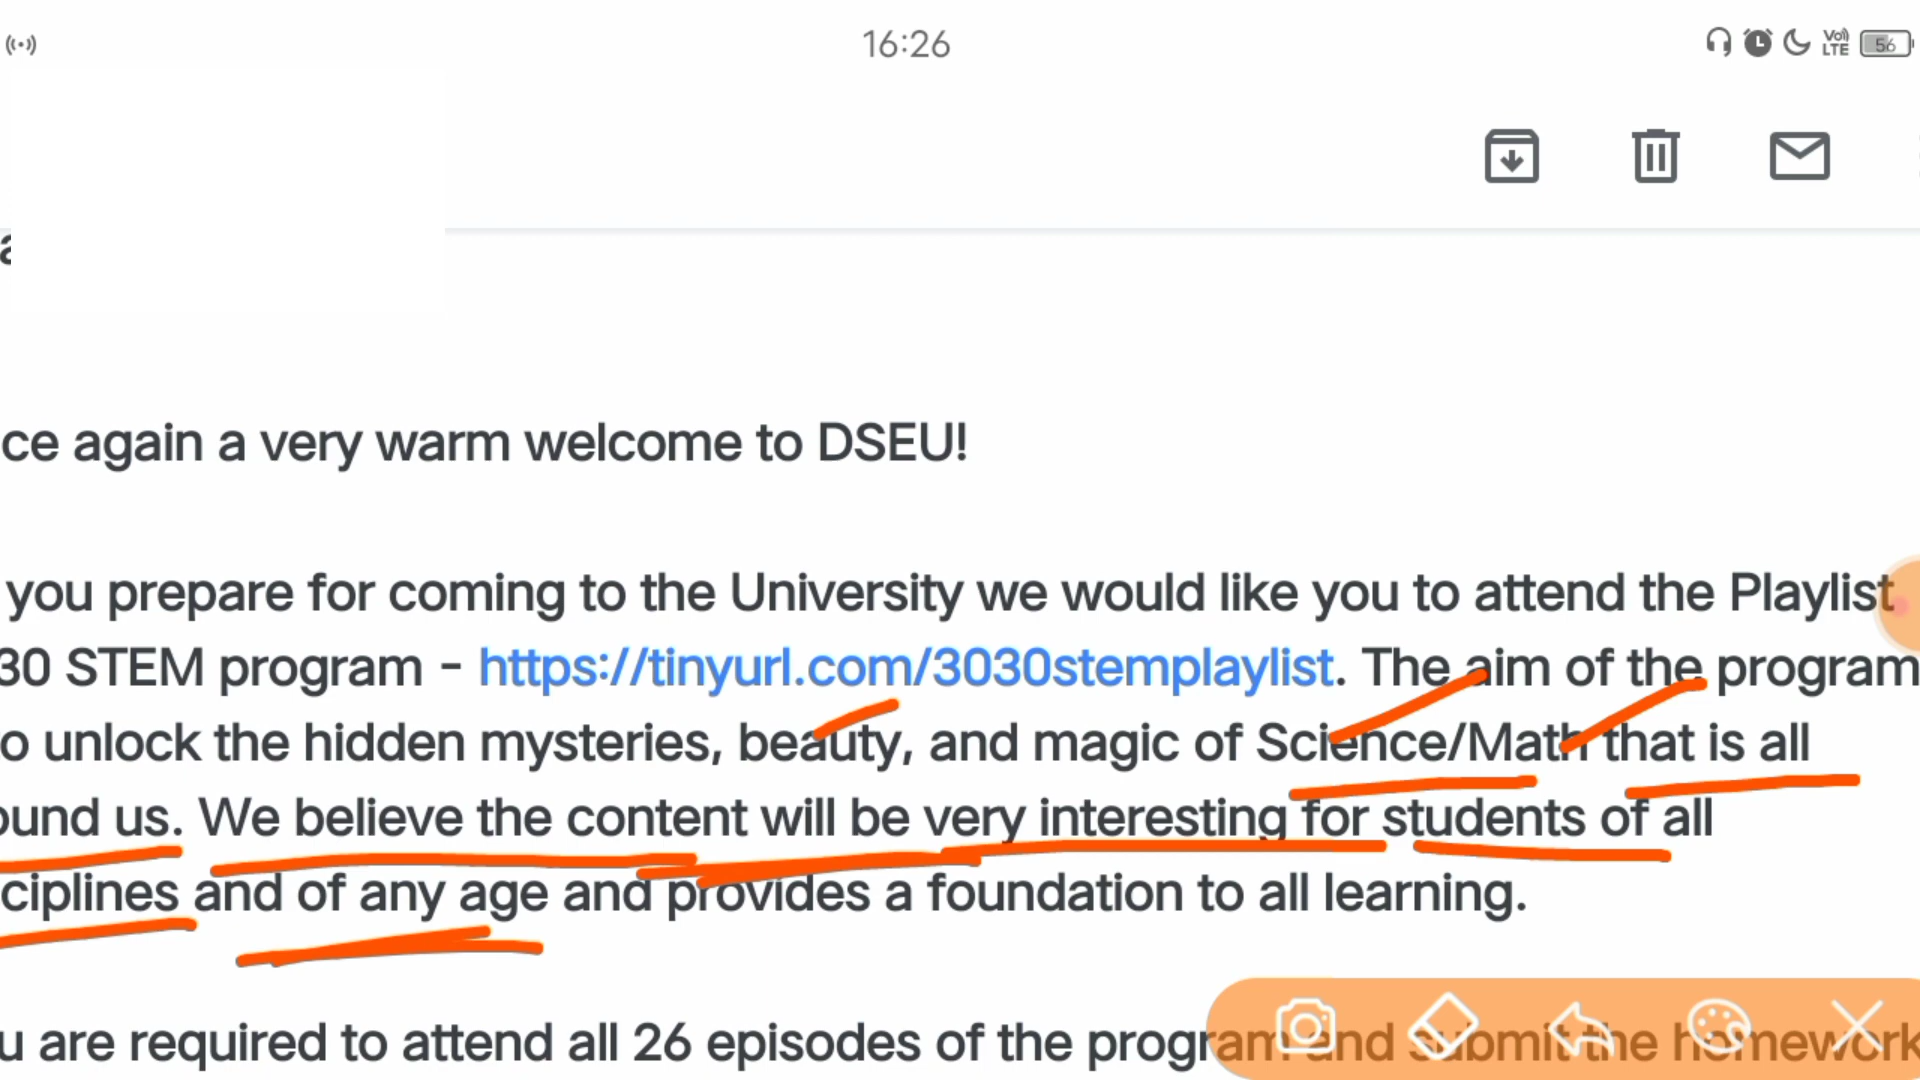 16:26
Vo)) LTE 56
ce again a very warm welcome to DSEU!
you prepare for coming to the University we would like you to attend the Playlist
30 STEM program - https://tinyurl.com/3030stemplaylist. The aim of the program
o unlock the hidden mysteries, beauty, and magic of Science/Math that is all
ound us. We believe the content will be very interesting for students of all
ciplines and of any age and provides a foundation to all learning.
u are required to attend all 26 episodes of the program and submit the homework